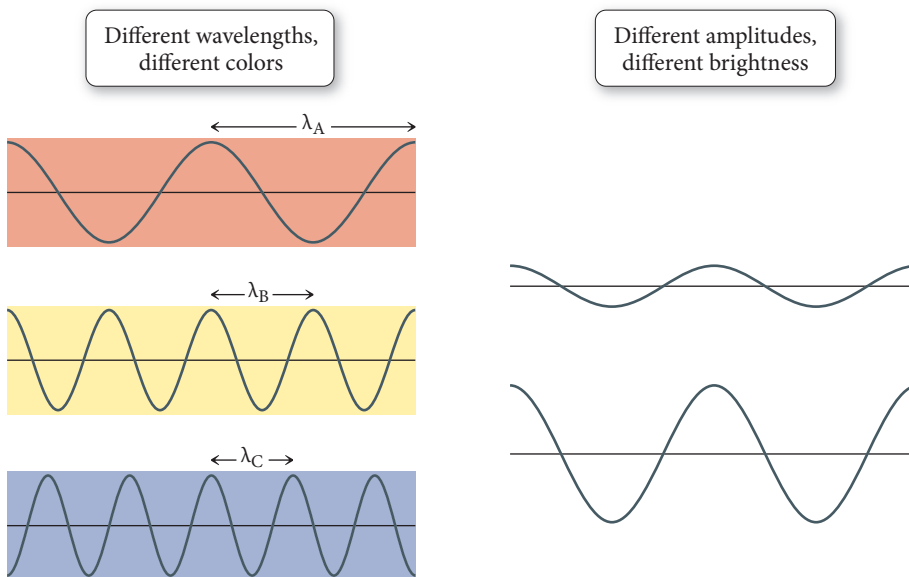 Different wavelengths,
different colors
Different amplitudes,
different brightness
λA
λB
λC